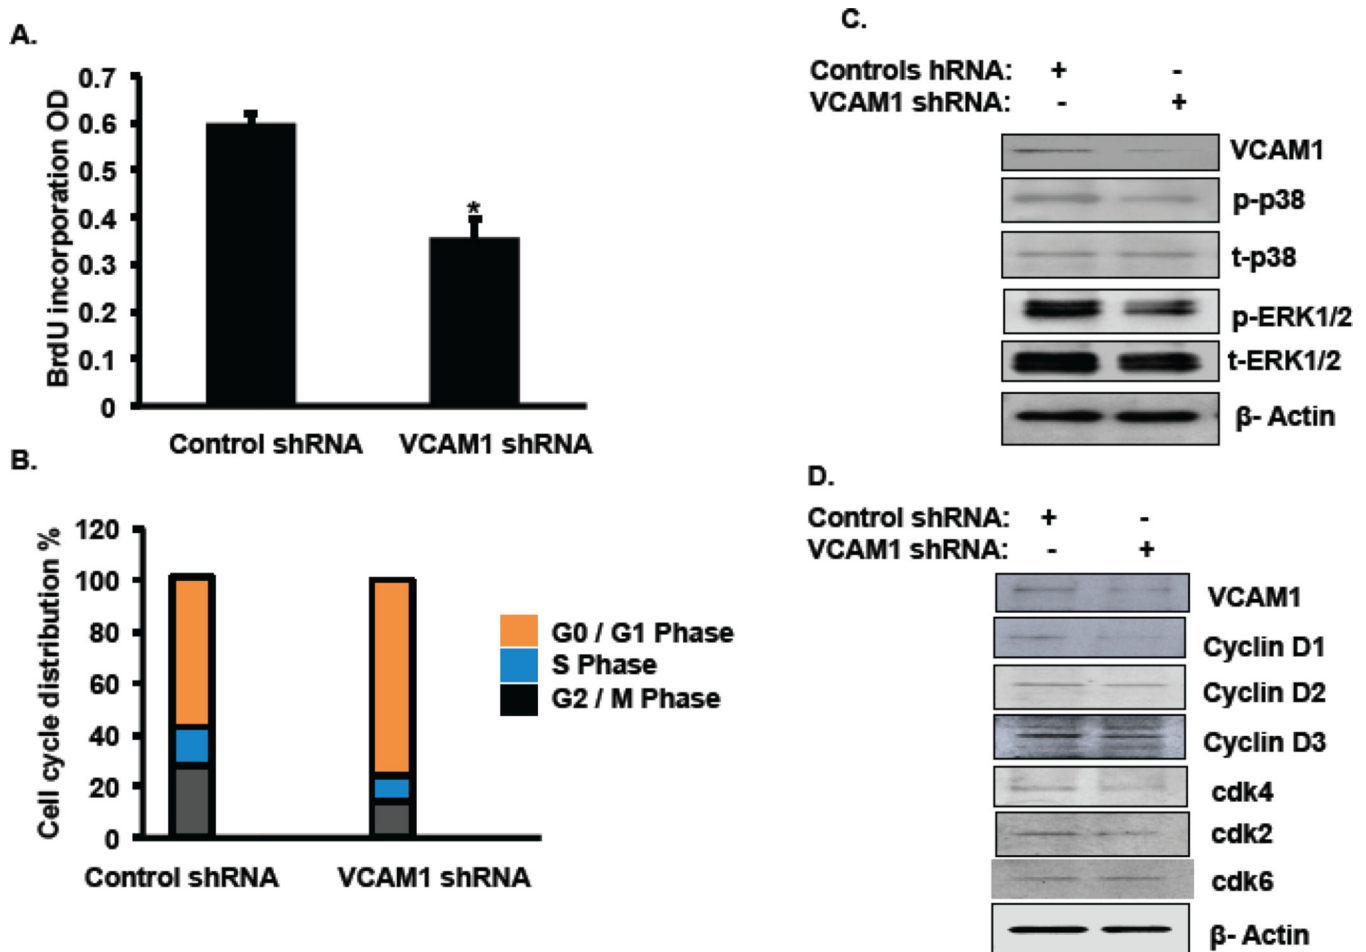 A.
0.7
0.6
0.5
0.4
0.3
0.2
0.1
0
BrdU incorporation OD
*
Control shRNA VCAM1 shRNA
B.
120
100
80
60
40
20
0
Cell cycle distribution %
G0 / G1 Phase
S Phase
G2 / M Phase
Control shRNA VCAM1 shRNA
C.
Controls hRNA: + -
VCAM1 shRNA: - +
VCAM1
p-p38
t-p38
p-ERK1/2
t-ERK1/2
β- Actin
D.
Control shRNA: + -
VCAM1 shRNA: - +
VCAM1
Cyclin D1
Cyclin D2
Cyclin D3
cdk4
cdk2
cdk6
β- Actin